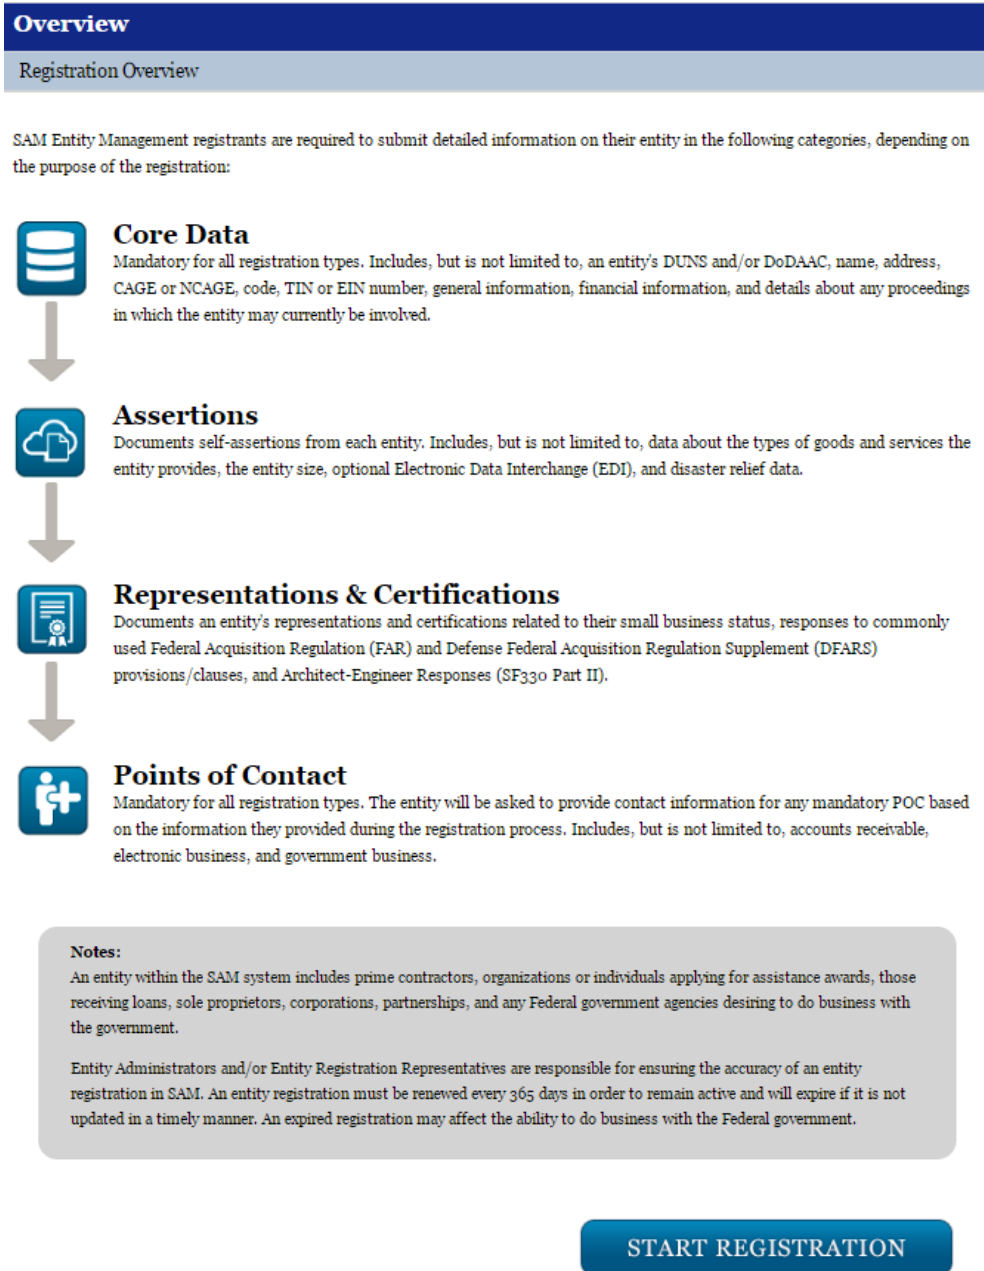 Overview
Registration Overview
SAM Entity Management registrants are required to submit detailed information on their entity in the following categories, depending on
the purpose of the registration:
Core Data
Mandatory for all registration types. Includes, but is not limited to, an entity's DUNS and/or DoDAAC, name, address,
CAGE or NCAGE, code, TIN or EIN number, general information, financial information, and details about any proceedings
in which the entity may currently be involved.
Assertions
Documents self-assertions from each entity. Includes, but is not limited to, data about the types of goods and services the
entity provides, the entity size, optional Electronic Data Interchange (EDI), and disaster relief data.
Representations & Certifications
Documents an entity's representations and certifications related to their small business status, responses to commonly
used Federal Acquisition Regulation (FAR) and Defense Federal Acquisition Regulation Supplement (DFARS)
provisions/clauses, and Architect-Engineer Responses (SF330 Part II).
Points of Contact
Mandatory for all registration types. The entity will be asked to provide contact information for any mandatory POC based
on the information they provided during the registration process. Includes, but is not limited to, accounts receivable,
electronic business, and government business.
Notes:
An entity within the SAM system includes prime contractors, organizations or individuals applying for assistance awards, those
receiving loans, sole proprietors, corporations, partnerships, and any Federal government agencies desiring to do business with
the government.
Entity Administrators and/or Entity Registration Representatives are responsible for ensuring the accuracy of an entity
registration in SAM. An entity registration must be renewed every 365 days in order to remain active and will expire if it is not
updated in a timely manner. An expired registration may affect the ability to do business with the Federal government.
START REGISTRATION